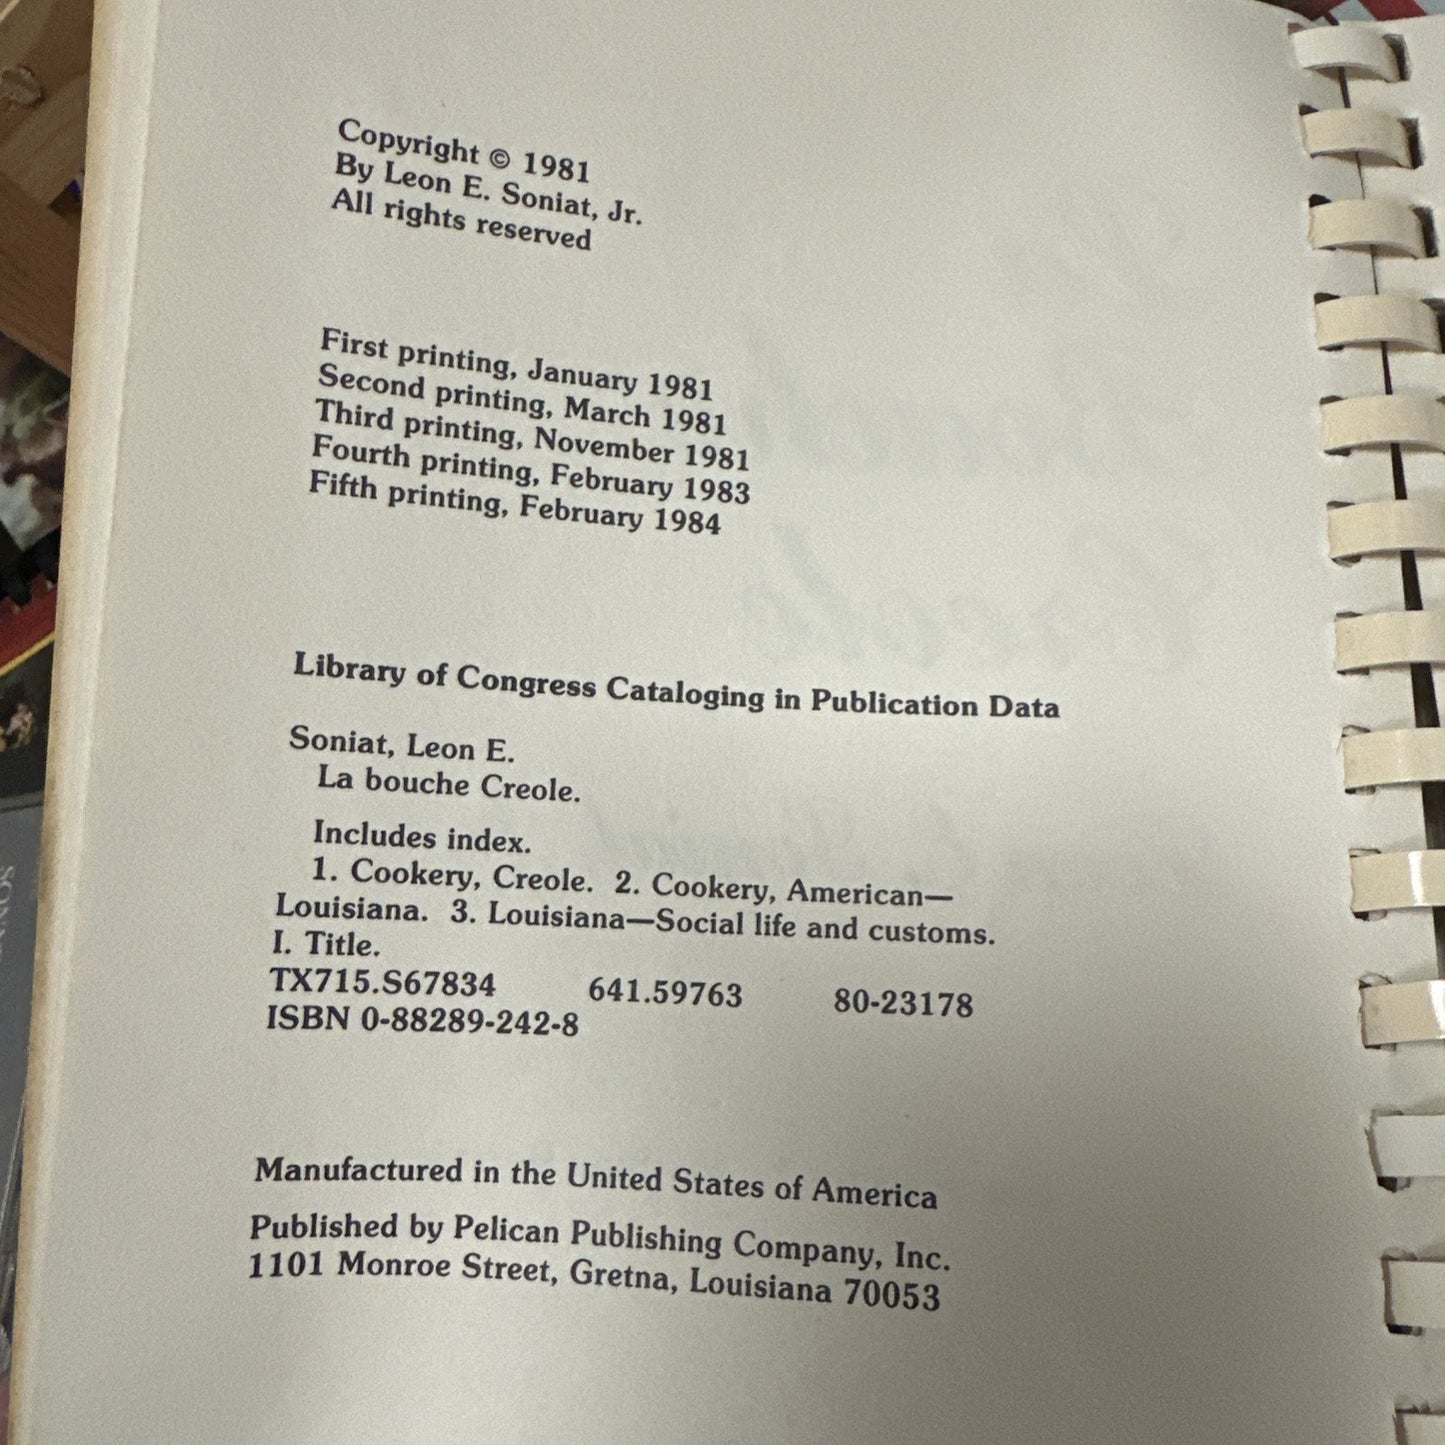 Copyright © 1981
By Leon E. Soniat, Jr.
All rights reserved
First printing, January 1981
Second printing, March 1981
Third printing, November 1981
Fourth printing, February 1983
Fifth printing, February 1984
Library of Congress Cataloging in Publication Data
Soniat, Leon E.
La bouche Creole.
Includes index.
1. Cookery, Creole. 2. Cookery, American—
Louisiana. 3. Louisiana—Social life and customs.
I. Title.
TX715.S67834 641.59763 80-23178
ISBN 0-88289-242-8
Manufactured in the United States of America
Published by Pelican Publishing Company, Inc.
1101 Monroe Street, Gretna, Louisiana 70053